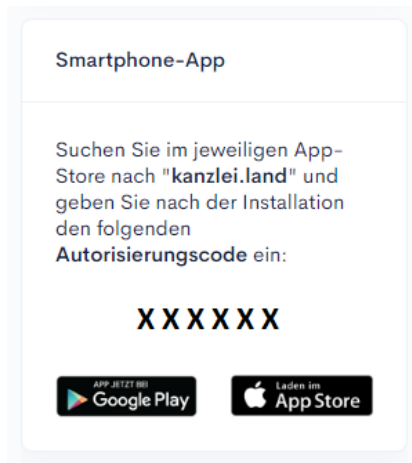 Smartphone-App
Suchen Sie im jeweiligen App-
Store nach "kanzlei.land" und
geben Sie nach der Installation
den folgenden
Autorisierungscode ein:
X X X X X X
APP JETZT BEI
Google Play
Laden im
App Store